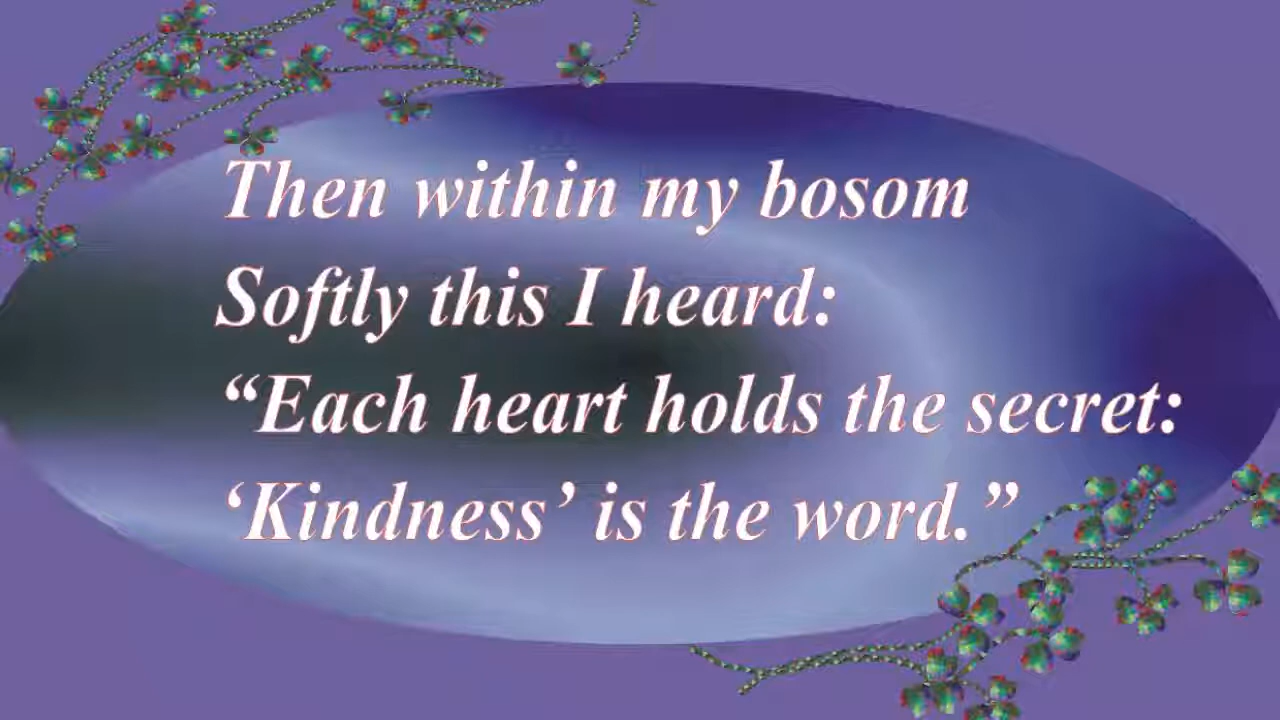 Then within my bosom
Softly this I heard:
“Each heart holds the secret:
‘Kindness’ is the word.”